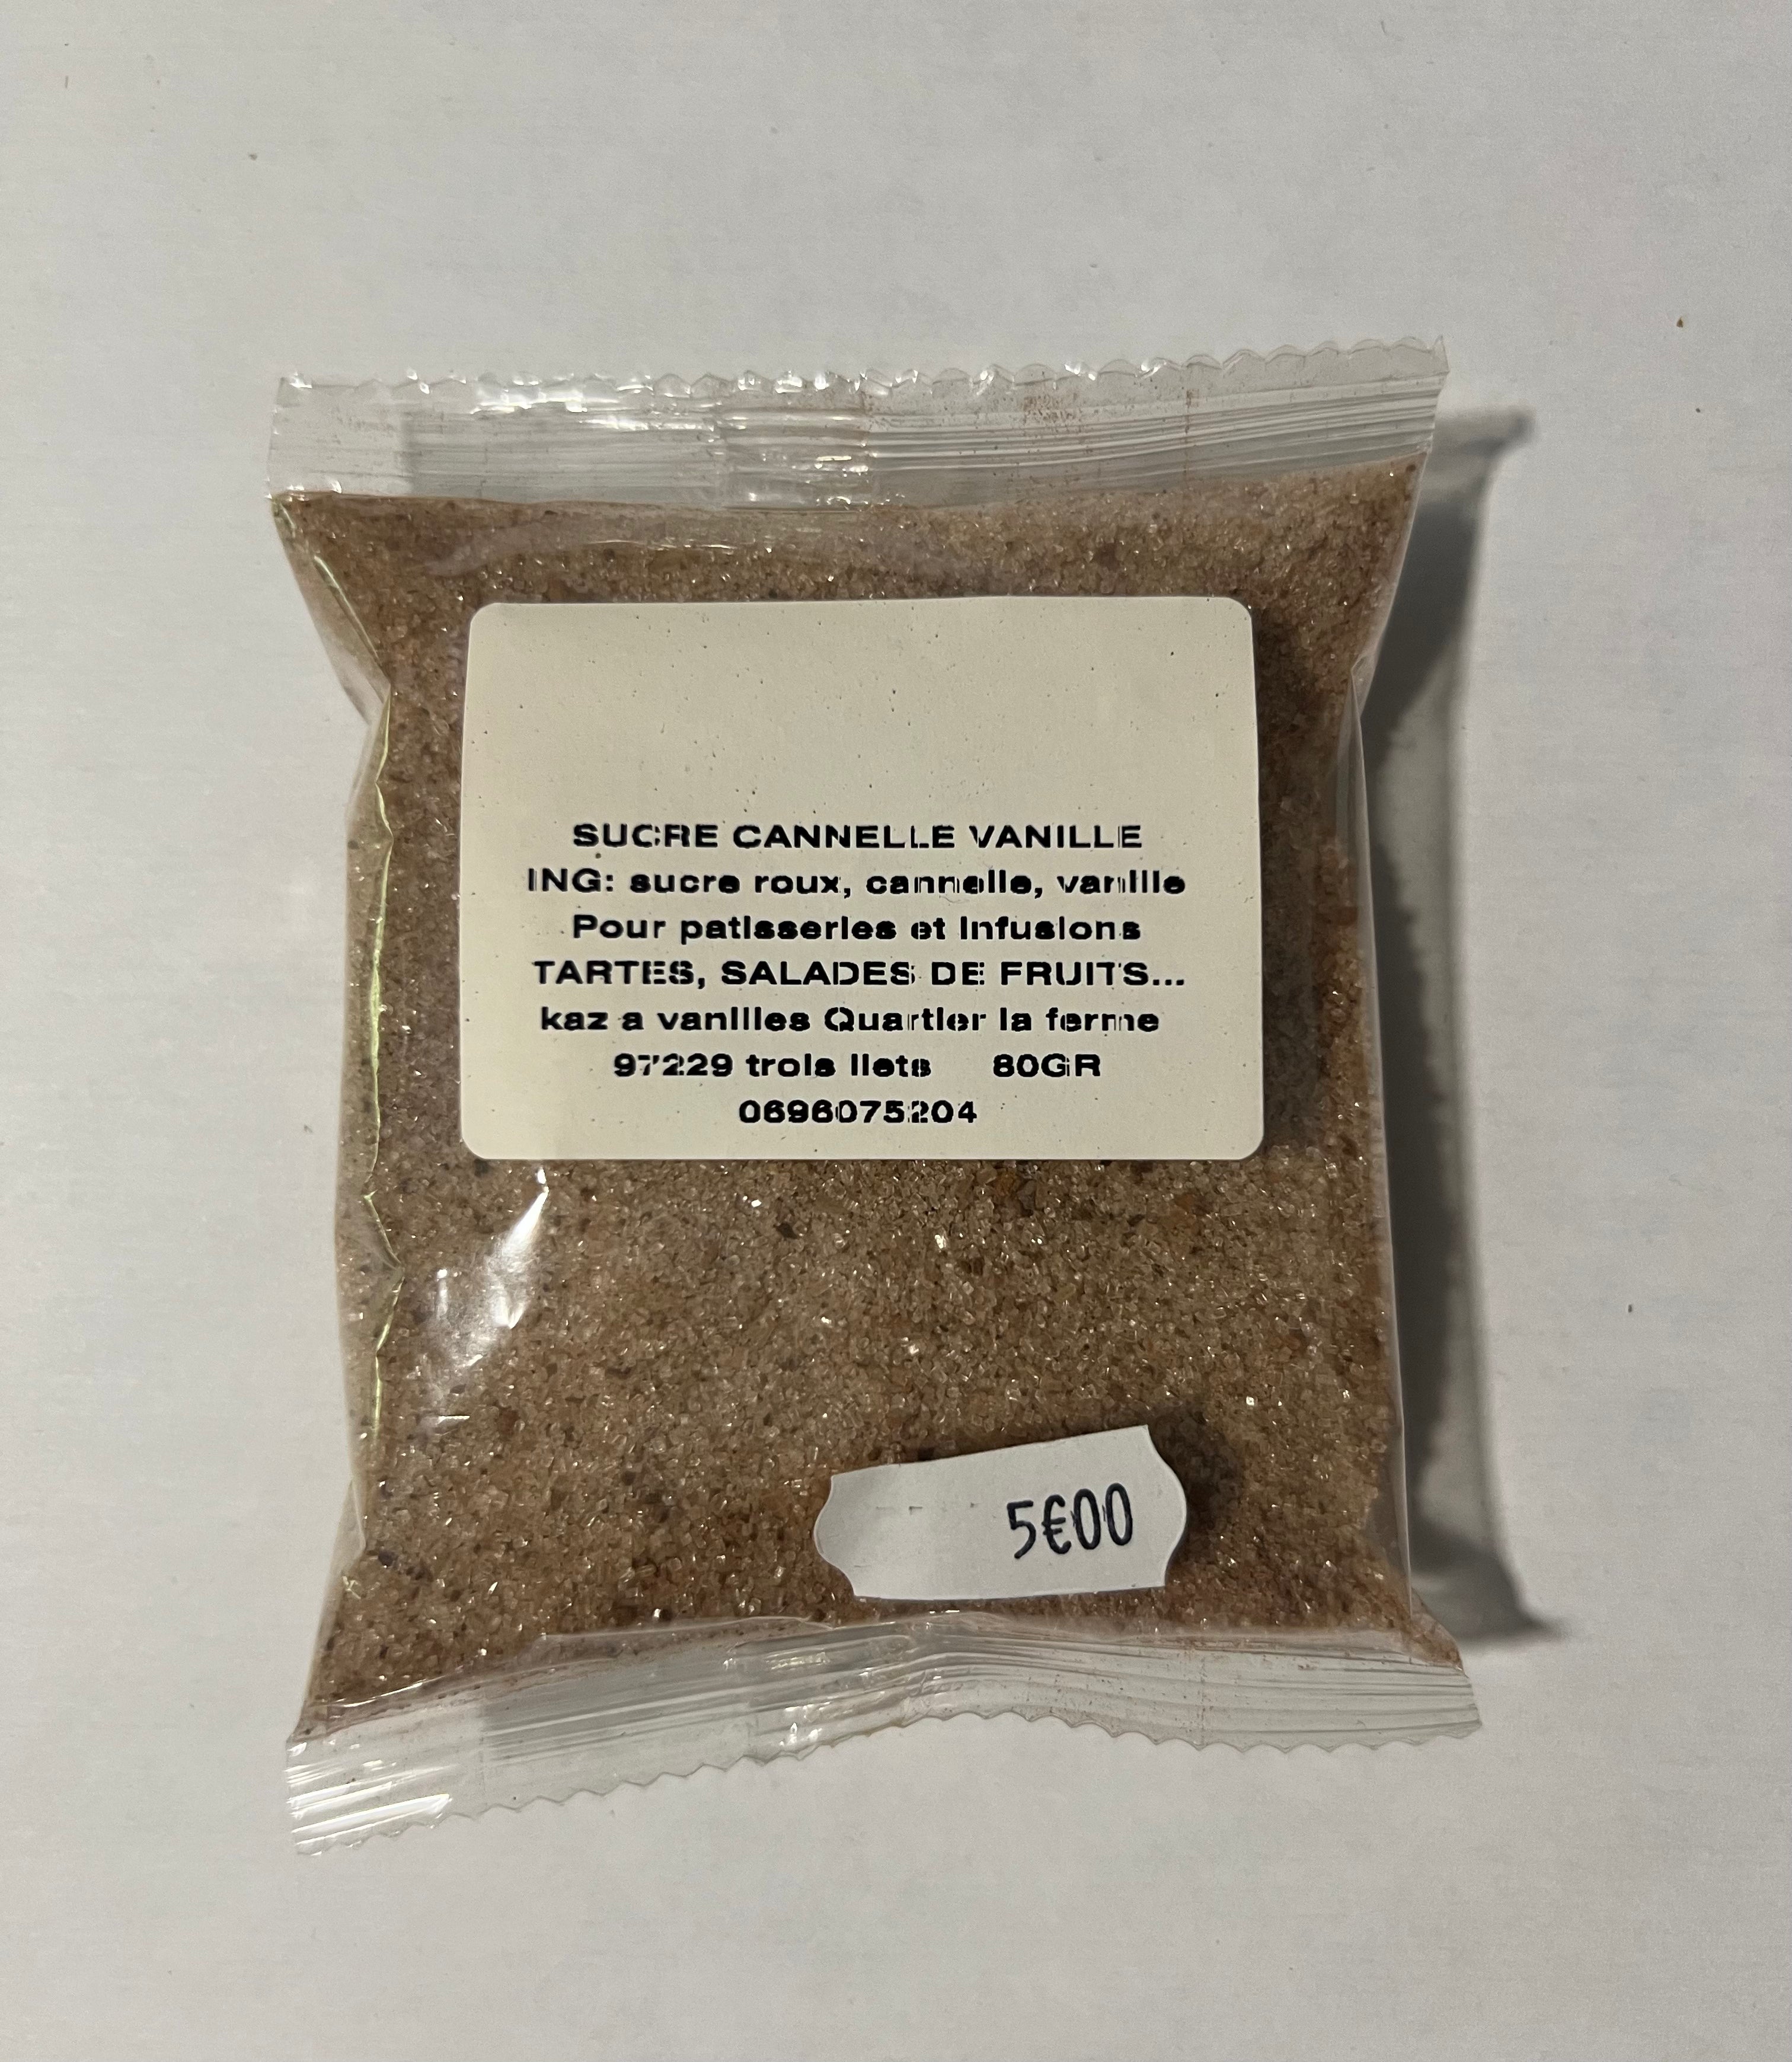 SUCRE CANNELLE VANILLE
ING: sucre roux, cannelle, vanille
Pour patisseries et infusions
TARTES, SALADES DE FRUITS...
kaz a vanilles Quartier la ferme
97229 trois ilets 80GR
0696075204
5€00